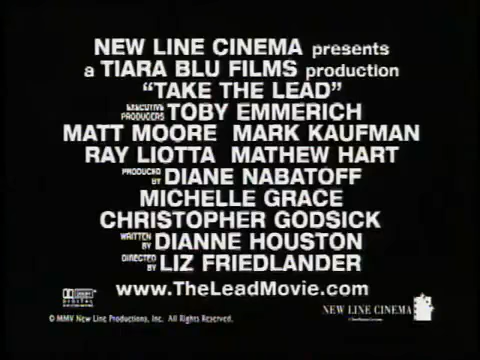 NEW LINE CINEMA presents
a TIARA BLU FILMS production
“TAKE THE LEAD”
EXECUTIVE PRODUCERS TOBY EMMERICH
MATT MOORE MARK KAUFMAN
RAY LIOTTA MATHEW HART
PRODUCED BY DIANE NABATOFF
MICHELLE GRACE
CHRISTOPHER GODSICK
WRITTEN BY DIANNE HOUSTON
DIRECTED BY LIZ FRIEDLANDER
www.TheLeadMovie.com
DOLBY DIGITAL
NEW LINE CINEMA
© MMV New Line Productions, Inc. All Rights Reserved.